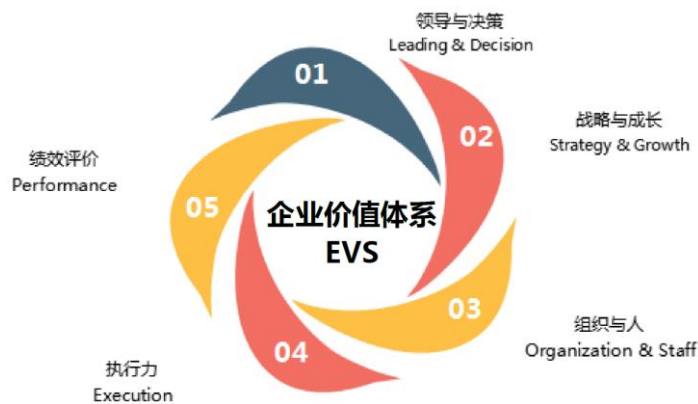 领导与决策
Leading & Decision
01
02
战略与成长
Strategy & Growth
绩效评价
Performance
05
企业价值体系
EVS
03
组织与人
Organization & Staff
04
执行力
Execution